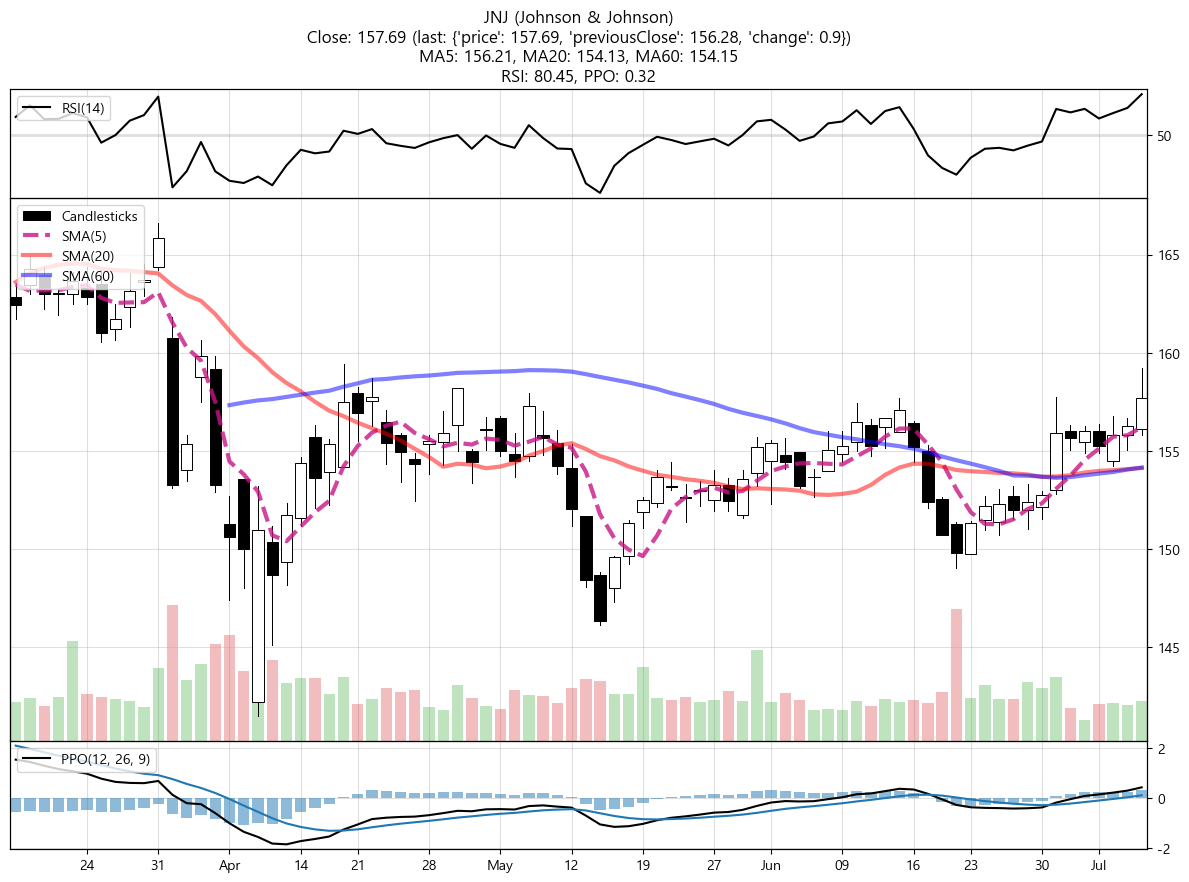 JNJ (Johnson & Johnson)
Close: 157.69 (last: {'price': 157.69, 'previousClose': 156.28, 'change': 0.9})
MA5: 156.21, MA20: 154.13, MA60: 154.15
RSI: 80.45, PPO: 0.32
RSI(14)
50
Candlesticks
SMA(5)
SMA(20)
SMA(60)
165
160
155
150
145
PPO(12, 26, 9)
2
0
-2
24 31 Apr 14 21 28 May 12 19 27 Jun 09 16 23 30 Jul